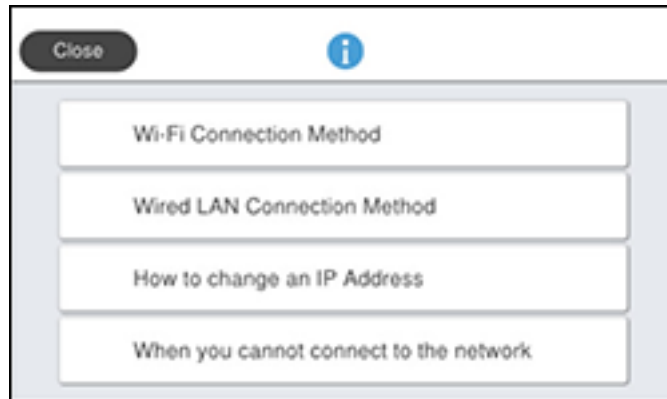 Close
Wi-Fi Connection Method
Wired LAN Connection Method
How to change an IP Address
When you cannot connect to the network